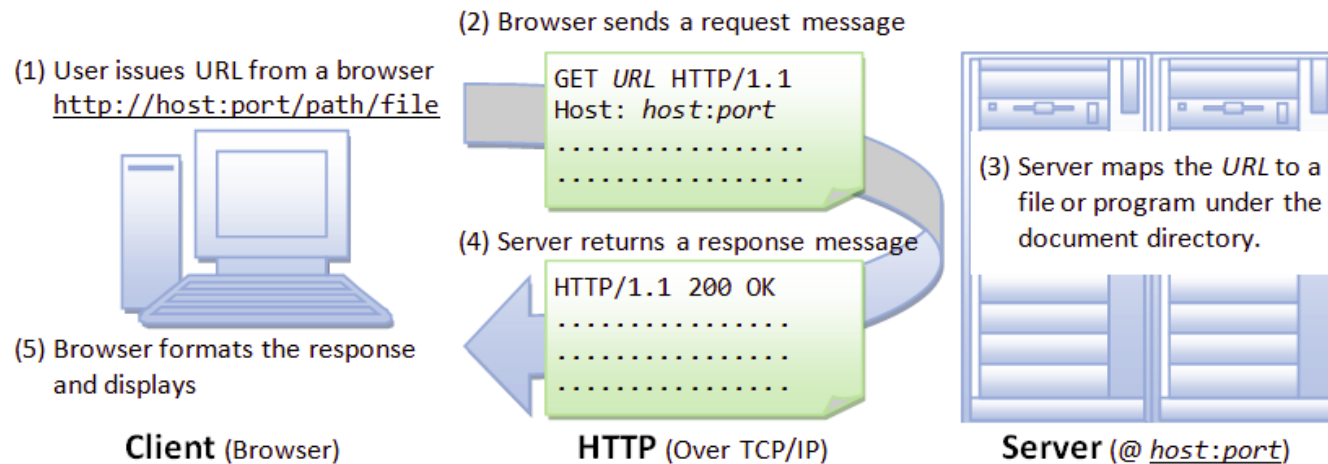 (1) User issues URL from a browser
http://host:port/path/file
(2) Browser sends a request message
GET URL HTTP/1.1
Host: host:port
.................
.................
(3) Server maps the URL to a
file or program under the
document directory.
(4) Server returns a response message
HTTP/1.1 200 OK
................
................
................
(5) Browser formats the response
and displays
Client (Browser)
HTTP (Over TCP/IP)
Server (@ host:port)